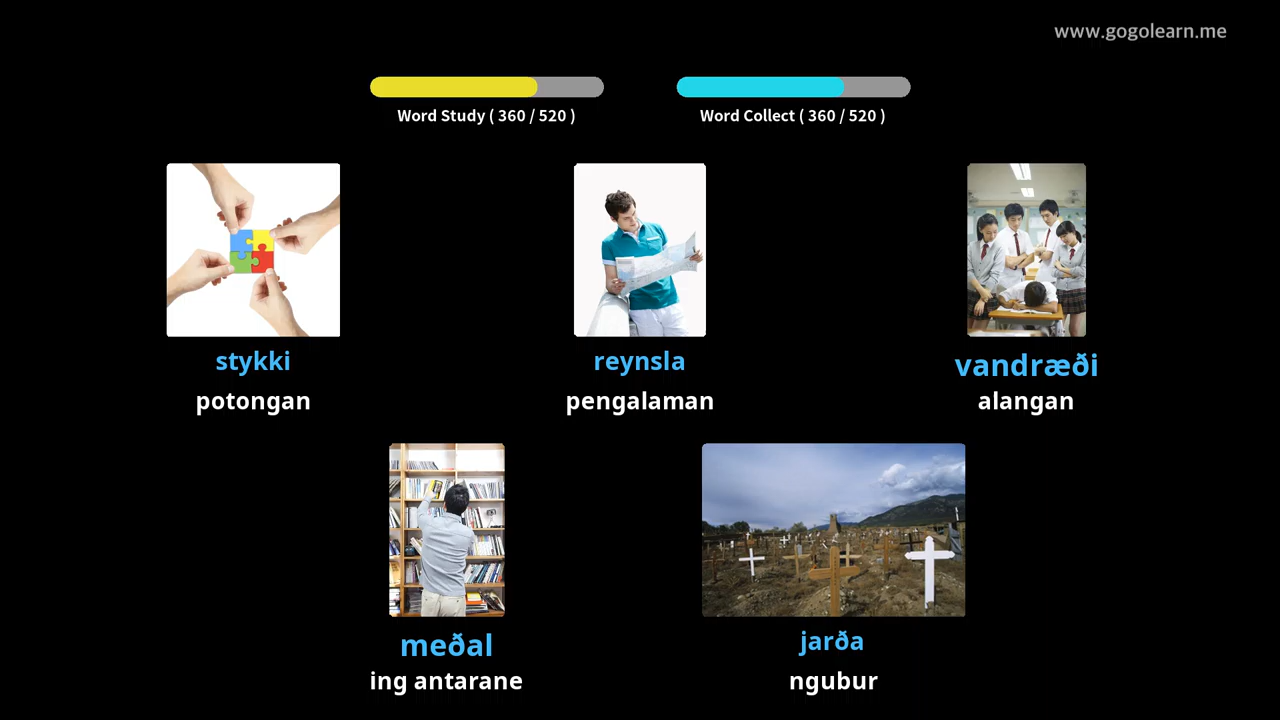 www.gogolearn.me
Word Study ( 360 / 520 )
Word Collect ( 360 / 520 )
stykki
potongan
reynsla
pengalaman
vandræði
alangan
meðal
ing antarane
jarða
ngubur